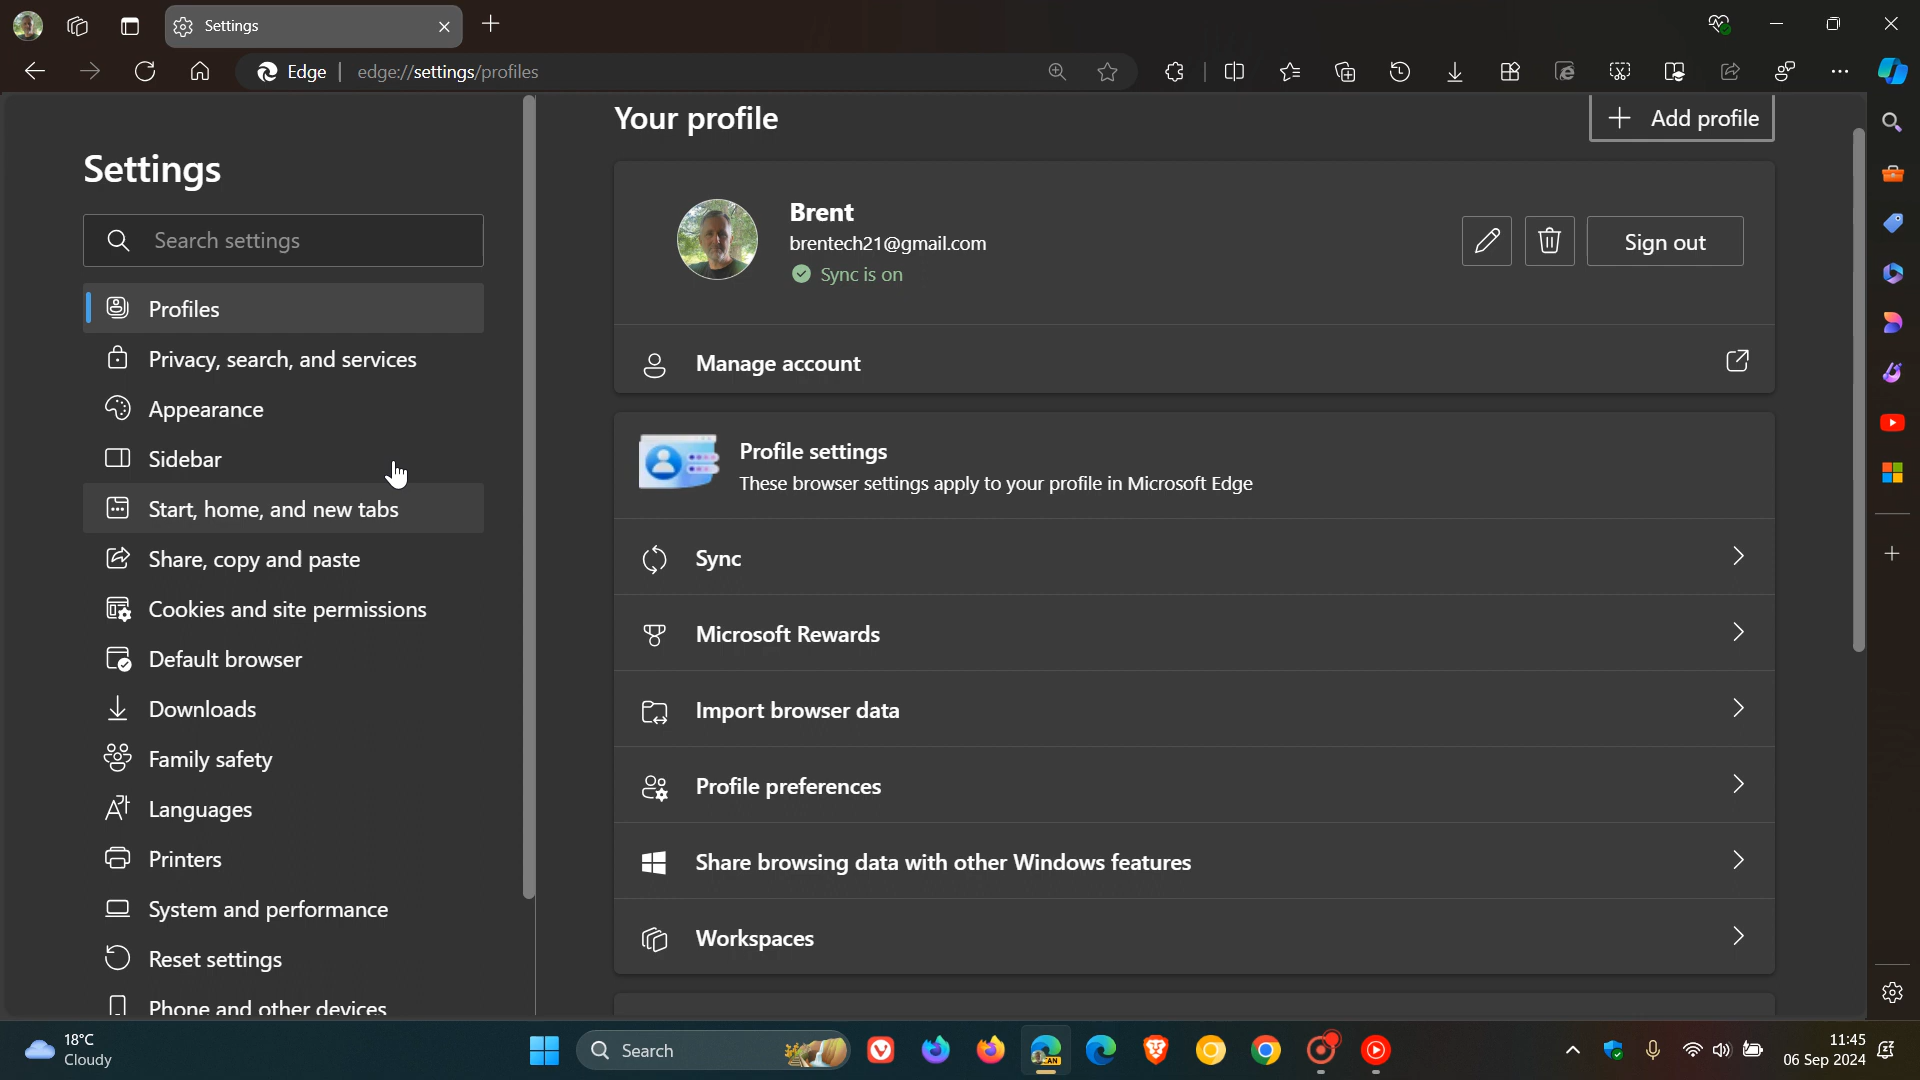 Settings
Edge
edge://settings/profiles
Settings
Search settings
Profiles
Privacy, search, and services
Appearance
Sidebar
Start, home, and new tabs
Share, copy and paste
Cookies and site permissions
Default browser
Downloads
Family safety
Languages
Printers
System and performance
Reset settings
Phone and other devices
Your profile
Add profile
Brent
brentech21@gmail.com
Sync is on
Sign out
Manage account
Profile settings
These browser settings apply to your profile in Microsoft Edge
Sync
Microsoft Rewards
Import browser data
Profile preferences
Share browsing data with other Windows features
Workspaces
18°C
Cloudy
Search
CAN
11:45
06 Sep 2024